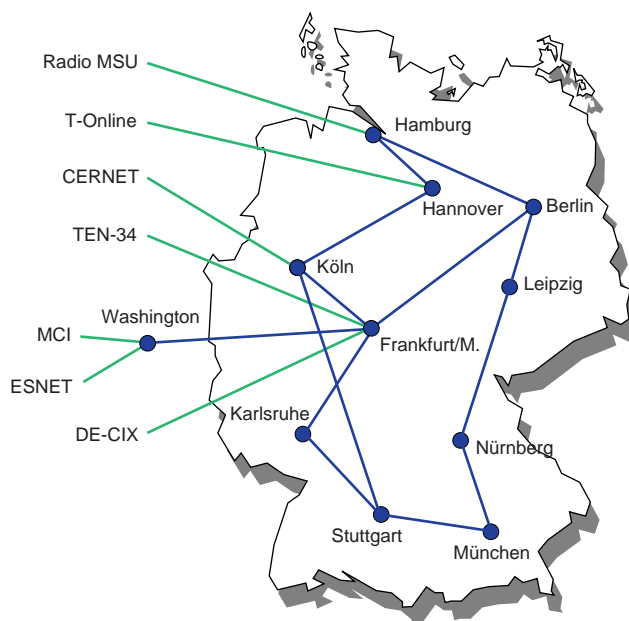 Radio MSU
Hamburg
T-Online
CERNET
Hannover
Berlin
TEN-34
Köln
Leipzig
Washington
MCI
Frankfurt/M.
ESNET
Karlsruhe
DE-CIX
Nürnberg
Stuttgart
München